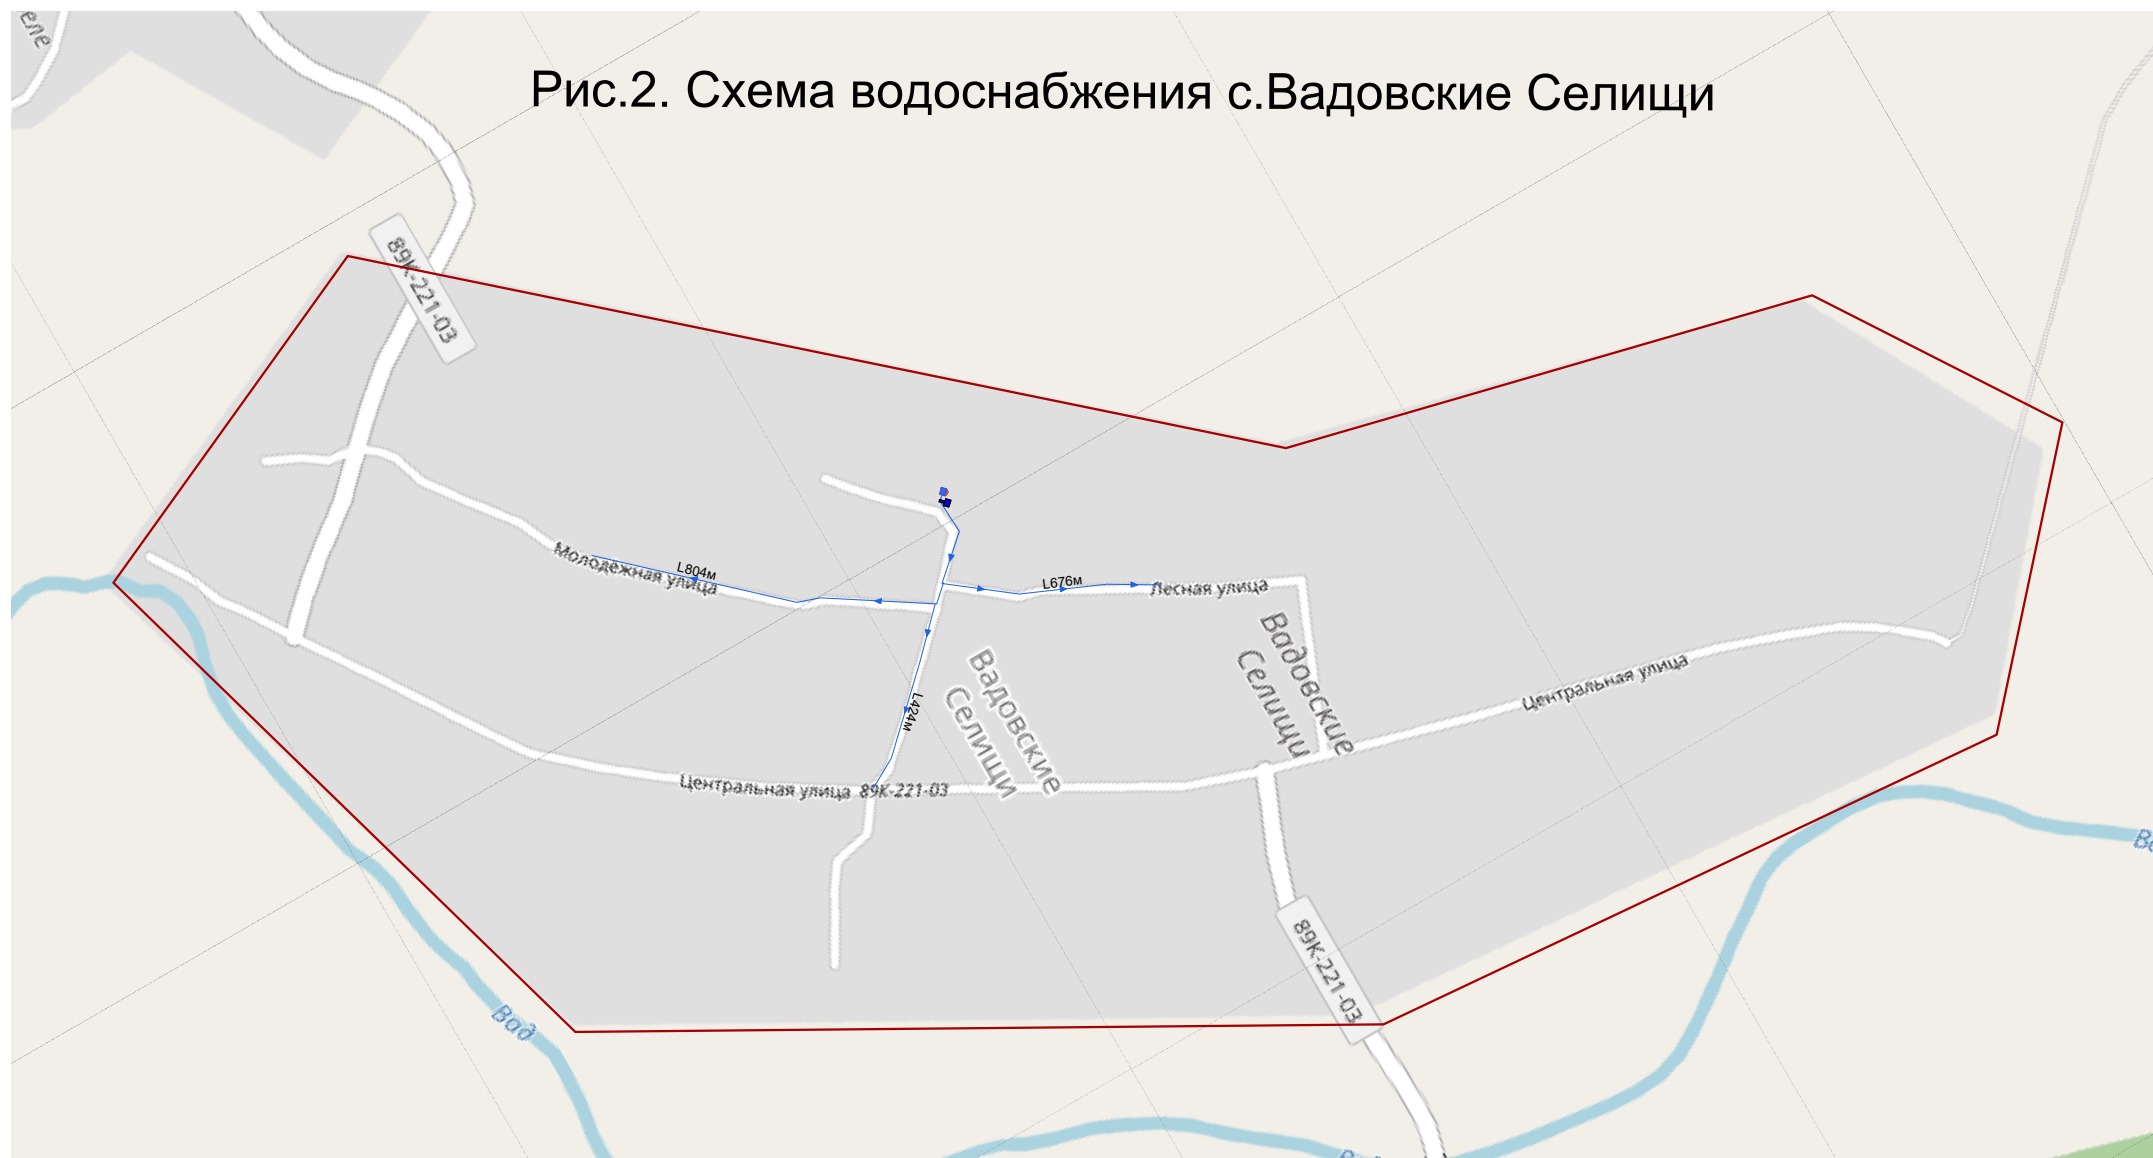 Рис.2. Схема водоснабжения с.Вадовские Селищи
89К-221-03
Молодёжная улица
L804м
L676м
Лесная улица
L424м
Вадовские
Селищи
Вадовские
Селищи
Центральная улица
Центральная улица
89К-221-03
89К-221-03
Вад